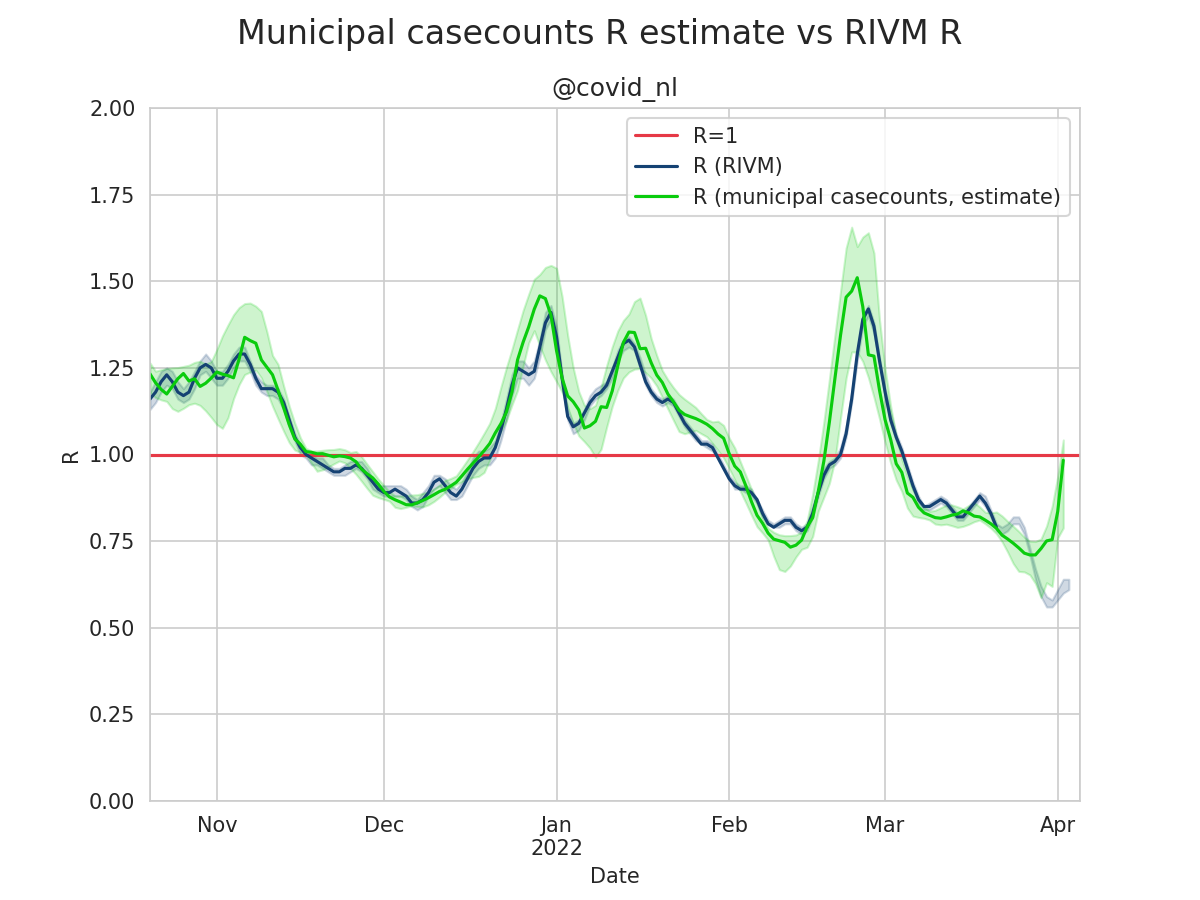 Municipal casecounts R estimate vs RIVM R
@covid_nl
R=1
R (RIVM)
R (municipal casecounts, estimate)
2.00
1.75
1.50
1.25
1.00
0.75
0.50
0.25
0.00
R
Nov Dec Jan Feb Mar Apr
2022
Date